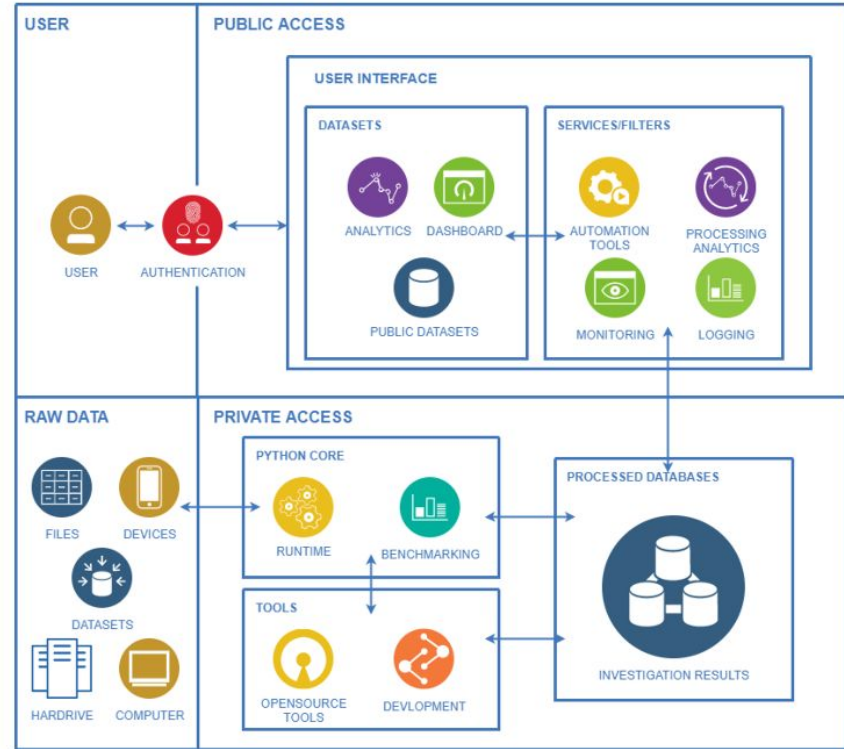 USER
PUBLIC ACCESS
USER INTERFACE
DATASETS
SERVICES/FILTERS
ANALYTICS
DASHBOARD
AUTOMATION
TOOLS
PROCESSING
ANALYTICS
USER
AUTHENTICATION
PUBLIC DATASETS
MONITORING
LOGGING
RAW DATA
PRIVATE ACCESS
PYTHON CORE
PROCESSED DATABASES
FILES
DEVICES
RUNTIME
BENCHMARKING
DATASETS
TOOLS
INVESTIGATION RESULTS
HARDRIVE
COMPUTER
OPENSOURCE
TOOLS
DEVLOPMENT